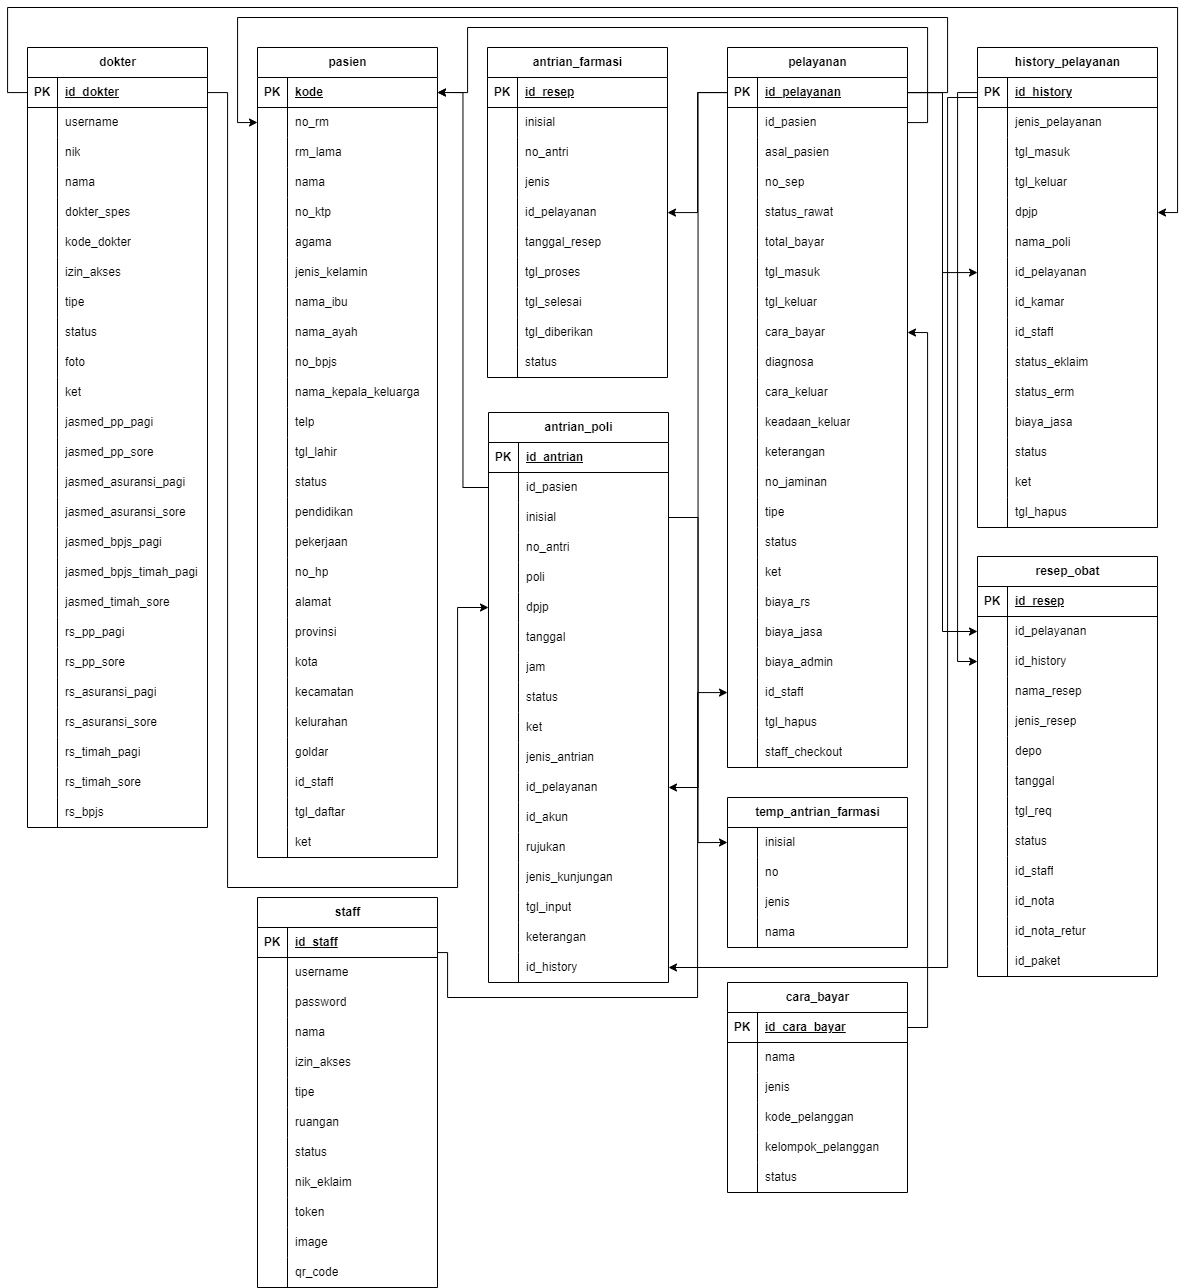 dokter
PK id_dokter
username
nik
nama
dokter_spes
kode_dokter
izin_akses
tipe
status
foto
ket
jasmed_pp_pagi
jasmed_pp_sore
jasmed_asuransi_pagi
jasmed_asuransi_sore
jasmed_bpjs_pagi
jasmed_bpjs_timah_pagi
jasmed_timah_sore
rs_pp_pagi
rs_pp_sore
rs_asuransi_pagi
rs_asuransi_sore
rs_timah_pagi
rs_timah_sore
rs_bpjs
pasien
PK kode
no_rm
rm_lama
nama
no_ktp
agama
jenis_kelamin
nama_ibu
nama_ayah
no_bpjs
nama_kepala_keluarga
telp
tgl_lahir
status
pendidikan
pekerjaan
no_hp
alamat
provinsi
kota
kecamatan
kelurahan
goldar
id_staff
tgl_daftar
ket
staff
PK id_staff
username
password
nama
izin_akses
tipe
ruangan
status
nik_eklaim
token
image
qr_code
antrian_farmasi
PK id_resep
inisial
no_antri
jenis
id_pelayanan
tanggal_resep
tgl_proses
tgl_selesai
tgl_diberikan
status
antrian_poli
PK id_antrian
id_pasien
inisial
no_antri
poli
dpjp
tanggal
jam
status
ket
jenis_antrian
id_pelayanan
id_akun
rujukan
jenis_kunjungan
tgl_input
keterangan
id_history
pelayanan
PK id_pelayanan
id_pasien
asal_pasien
no_sep
status_rawat
total_bayar
tgl_masuk
tgl_keluar
cara_bayar
diagnosa
cara_keluar
keadaan_keluar
keterangan
no_jaminan
tipe
status
ket
biaya_rs
biaya_jasa
biaya_admin
id_staff
tgl_hapus
staff_checkout
temp_antrian_farmasi
inisial
no
jenis
nama
cara_bayar
PK id_cara_bayar
nama
jenis
kode_pelanggan
kelompok_pelanggan
status
history_pelayanan
PK id_history
jenis_pelayanan
tgl_masuk
tgl_keluar
dpjp
nama_poli
id_pelayanan
id_kamar
id_staff
status_eklaim
status_erm
biaya_jasa
status
ket
tgl_hapus
resep_obat
PK id_resep
id_pelayanan
id_history
nama_resep
jenis_resep
depo
tanggal
tgl_req
status
id_staff
id_nota
id_nota_retur
id_paket